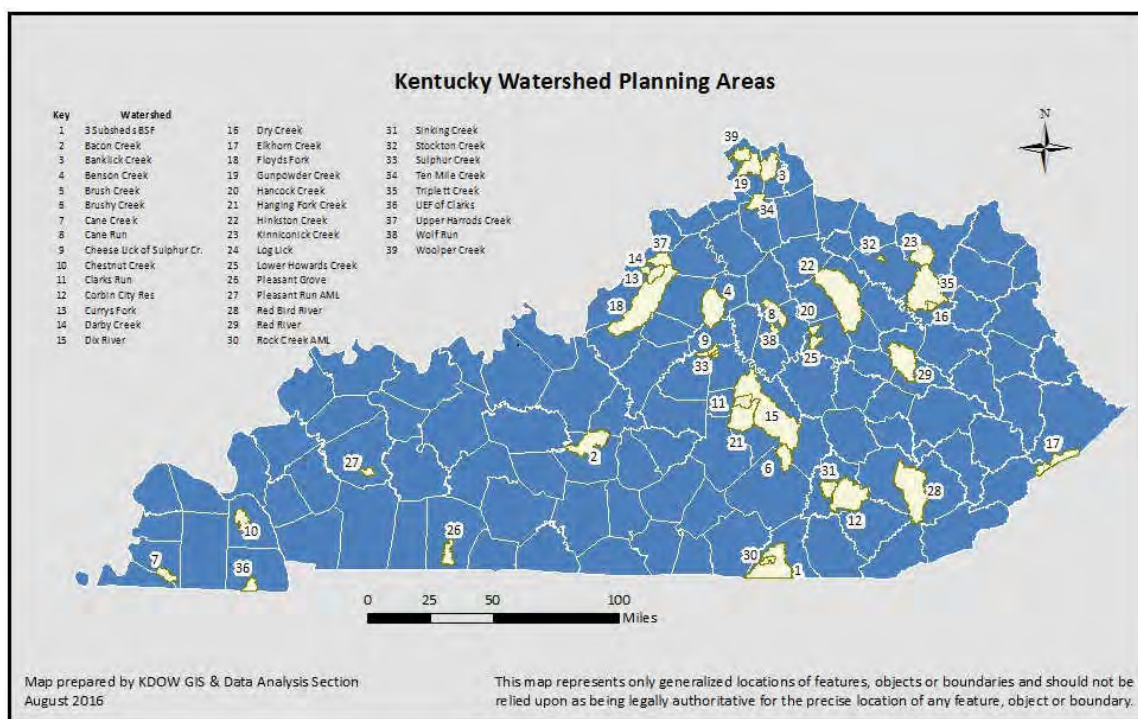 Kentucky Watershed Planning Areas
Key Watershed
1 3 Subsheds BSF
2 Bacon Creek
3 Banklick Creek
4 Benson Creek
5 Brush Creek
6 Brushy Creek
7 Cane Creek
8 Cane Run
9 Cheese Lick of Sulphur Cr.
10 Chestnut Creek
11 Clarks Run
12 Corbin City Res
13 Currys Fork
14 Darby Creek
15 Dix River
16 Dry Creek
17 Elkhorn Creek
18 Floyds Fork
19 Gunpowder Creek
20 Hancock Creek
21 Hanging Fork Creek
22 Hinkston Creek
23 Kinniconick Creek
24 Log Lick
25 Lower Howards Creek
26 Pleasant Grove
27 Pleasant Run AML
28 Red Bird River
29 Red River
30 Rock Creek AML
31 Sinking Creek
32 Stockton Creek
33 Sulphur Creek
34 Ten Mile Creek
35 Triplett Creek
36 UEF of Clarks
37 Upper Harrods Creek
38 Wolf Run
39 Woolper Creek
N
39
3
19
34
37
32
23
14
22
13
35
4
18
8
20
16
9
38
25
33
29
11
15
21
2
17
6
27
31
28
10
12
26
7
36
30
1
0 25 50 100
Miles
Map prepared by KDOW GIS & Data Analysis Section
August 2016
This map represents only generalized locations of features, objects or boundaries and should not be
relied upon as being legally authoritative for the precise location of any feature, object or boundary.